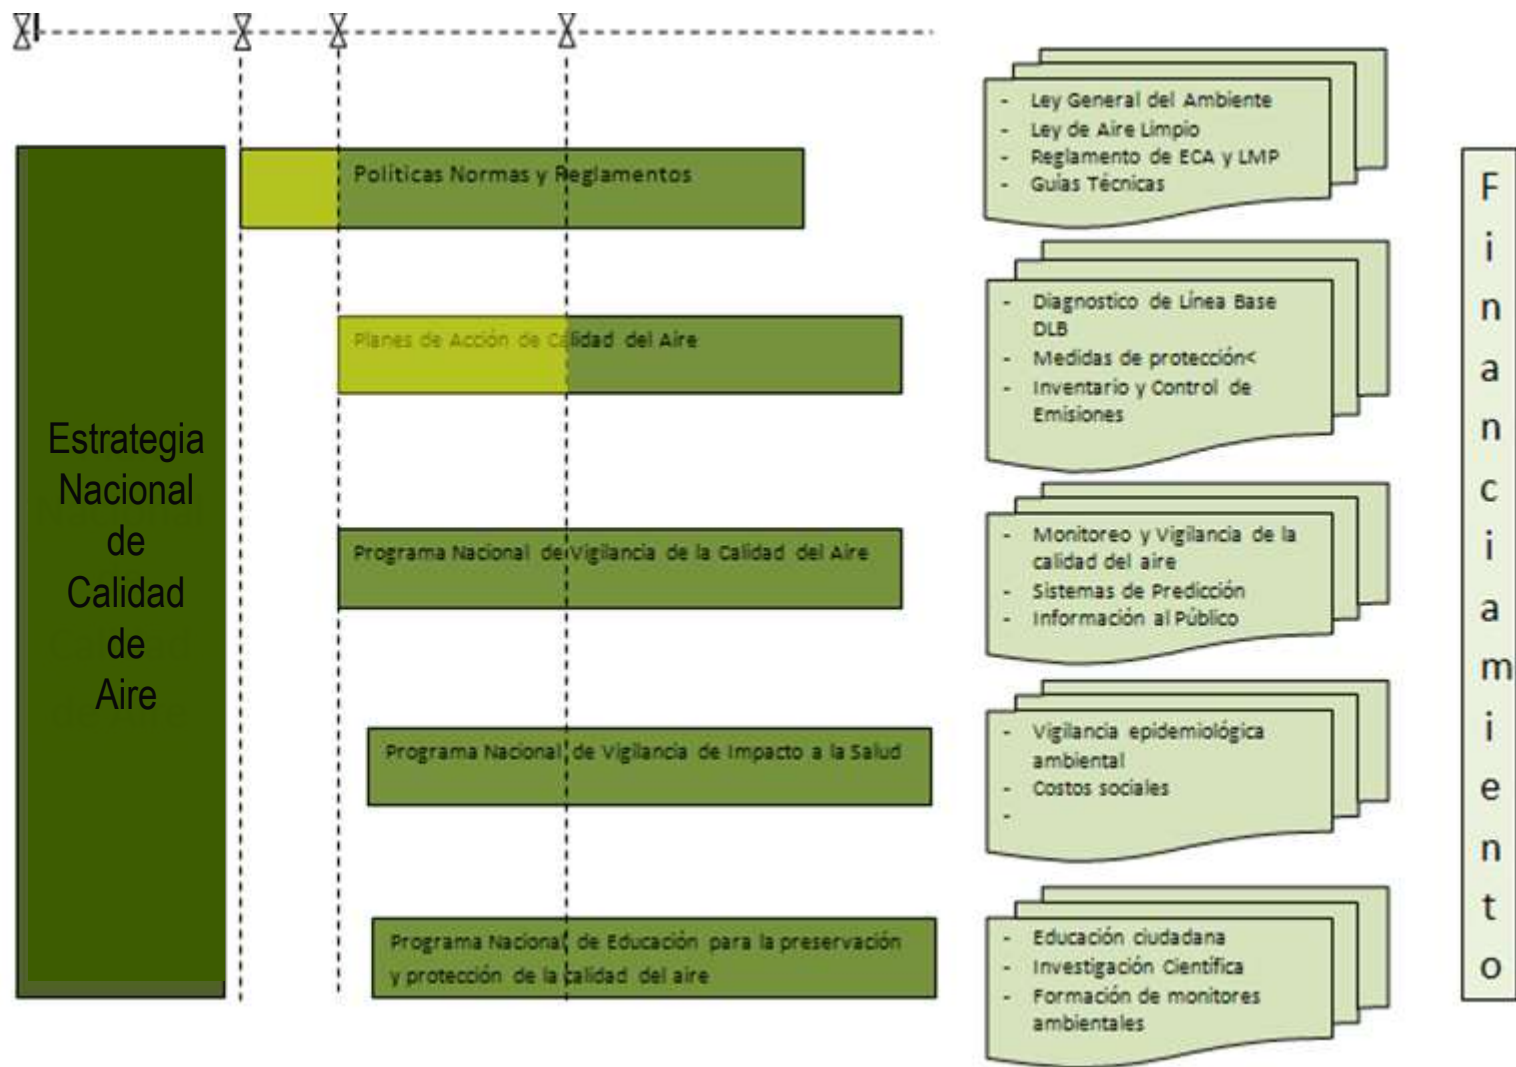 Estrategia
Nacional
de
Calidad
de
Aire
Políticas Normas y Reglamentos
Planes de Acción de Calidad del Aire
Programa Nacional de Vigilancia de la Calidad del Aire
Programa Nacional de Vigilancia de Impacto a la Salud
Programa Nacional de Educación para la preservación
y protección de la calidad del aire
- Ley General del Ambiente
- Ley de Aire Limpio
- Reglamento de ECA y LMP
- Guías Técnicas
- Diagnostico de Línea Base
DLB
- Medidas de protección<
- Inventario y Control de
Emisiones
- Monitoreo y Vigilancia de la
calidad del aire
- Sistemas de Predicción
- Información al Público
- Vigilancia epidemiológica
ambiental
- Costos sociales
-
- Educación ciudadana
- Investigación Científica
- Formación de monitores
ambientales
F
i
n
a
n
c
i
a
m
i
e
n
t
o